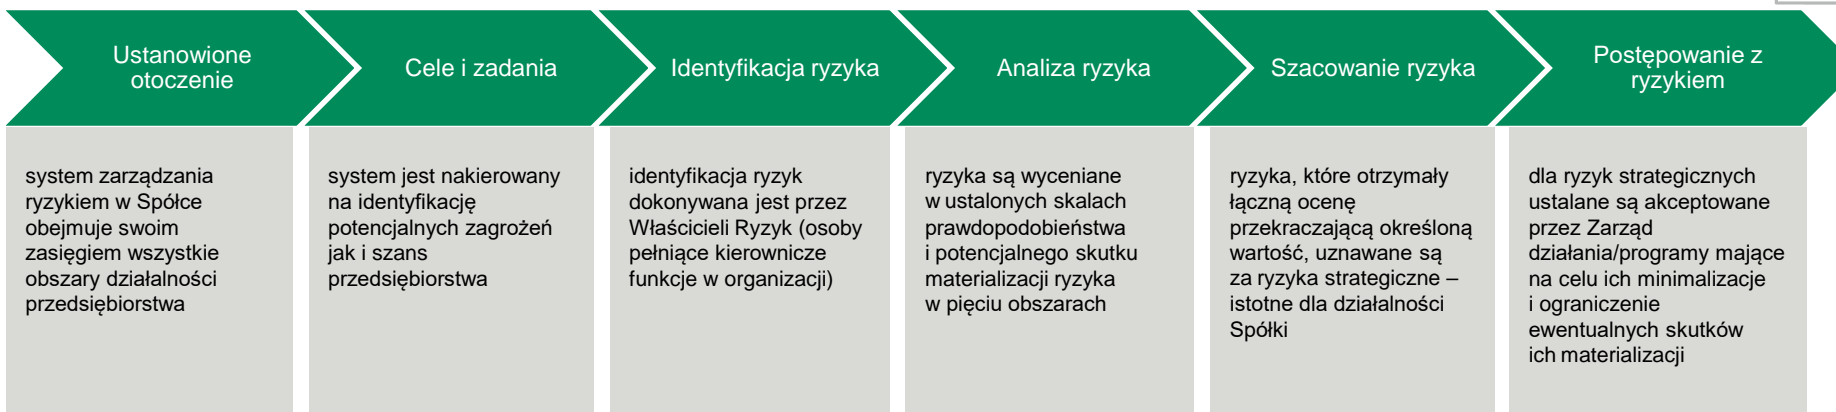 Ustanowione
otoczenie
Cele i zadania
Identyfikacja ryzyka
Analiza ryzyka
Szacowanie ryzyka
Postępowanie z
ryzykiem
system zarządzania
ryzykiem w Spółce
obejmuje swoim
zasięgiem wszystkie
obszary działalności
przedsiębiorstwa
system jest nakierowany
na identyfikację
potencjalnych zagrożeń
jak i szans
przedsiębiorstwa
identyfikacja ryzyk
dokonywana jest przez
Właścicieli Ryzyk (osoby
pełniące kierownicze
funkcje w organizacji)
ryzyka są wyceniane
w ustalonych skalach
prawdopodobieństwa
i potencjalnego skutku
materializacji ryzyka
w pięciu obszarach
ryzyka, które otrzymały
łączną ocenę
przekraczającą określoną
wartość, uznawane są
za ryzyka strategiczne –
istotne dla działalności
Spółki
dla ryzyk strategicznych
ustalane są akceptowane
przez Zarząd
działania/programy mające
na celu ich minimalizacje
i ograniczenie
ewentualnych skutków
ich materializacji